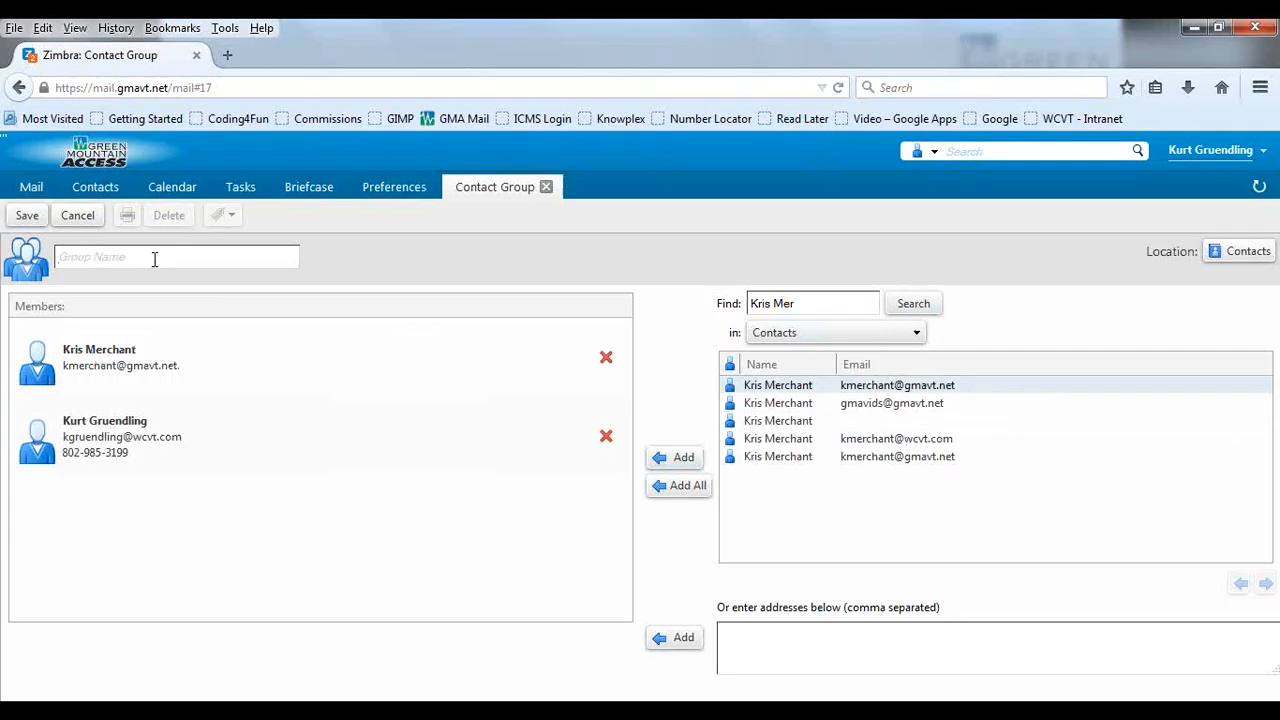 File Edit View History Bookmarks Tools Help
Zimbra: Contact Group
https://mail.gmavt.net/mail#17
Search
Most Visited Getting Started Coding4Fun Commissions GIMP GMA Mail ICMS Login Knowplex Number Locator Read Later Video – Google Apps Google WCVT - Intranet
GREEN MOUNTAIN ACCESS
Search
Kurt Gruendling
Mail Contacts Calendar Tasks Briefcase Preferences Contact Group
Save Cancel Delete
Group Name
Location: Contacts
Members:
Kris Merchant
kmerchant@gmavt.net.
Kurt Gruendling
kgruendling@wcvt.com
802-985-3199
Find: Kris Mer Search
in: Contacts
Name Email
Kris Merchant kmerchant@gmavt.net
Kris Merchant gmavids@gmavt.net
Kris Merchant
Kris Merchant kmerchant@wcvt.com
Kris Merchant kmerchant@gmavt.net
Add
Add All
Or enter addresses below (comma separated)
Add